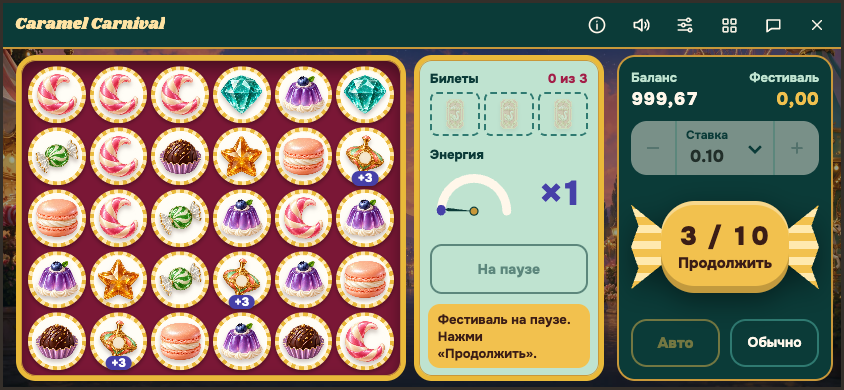 Caramel Carnival
Билеты
0 из 3
Баланс
Фестиваль
999,67
0,00
Ставка
0.10
Энергия
×1
+3
3 / 10
Продолжить
На паузе
+3
Фестиваль на паузе.
Нажми
«Продолжить».
Авто
Обычно
+3